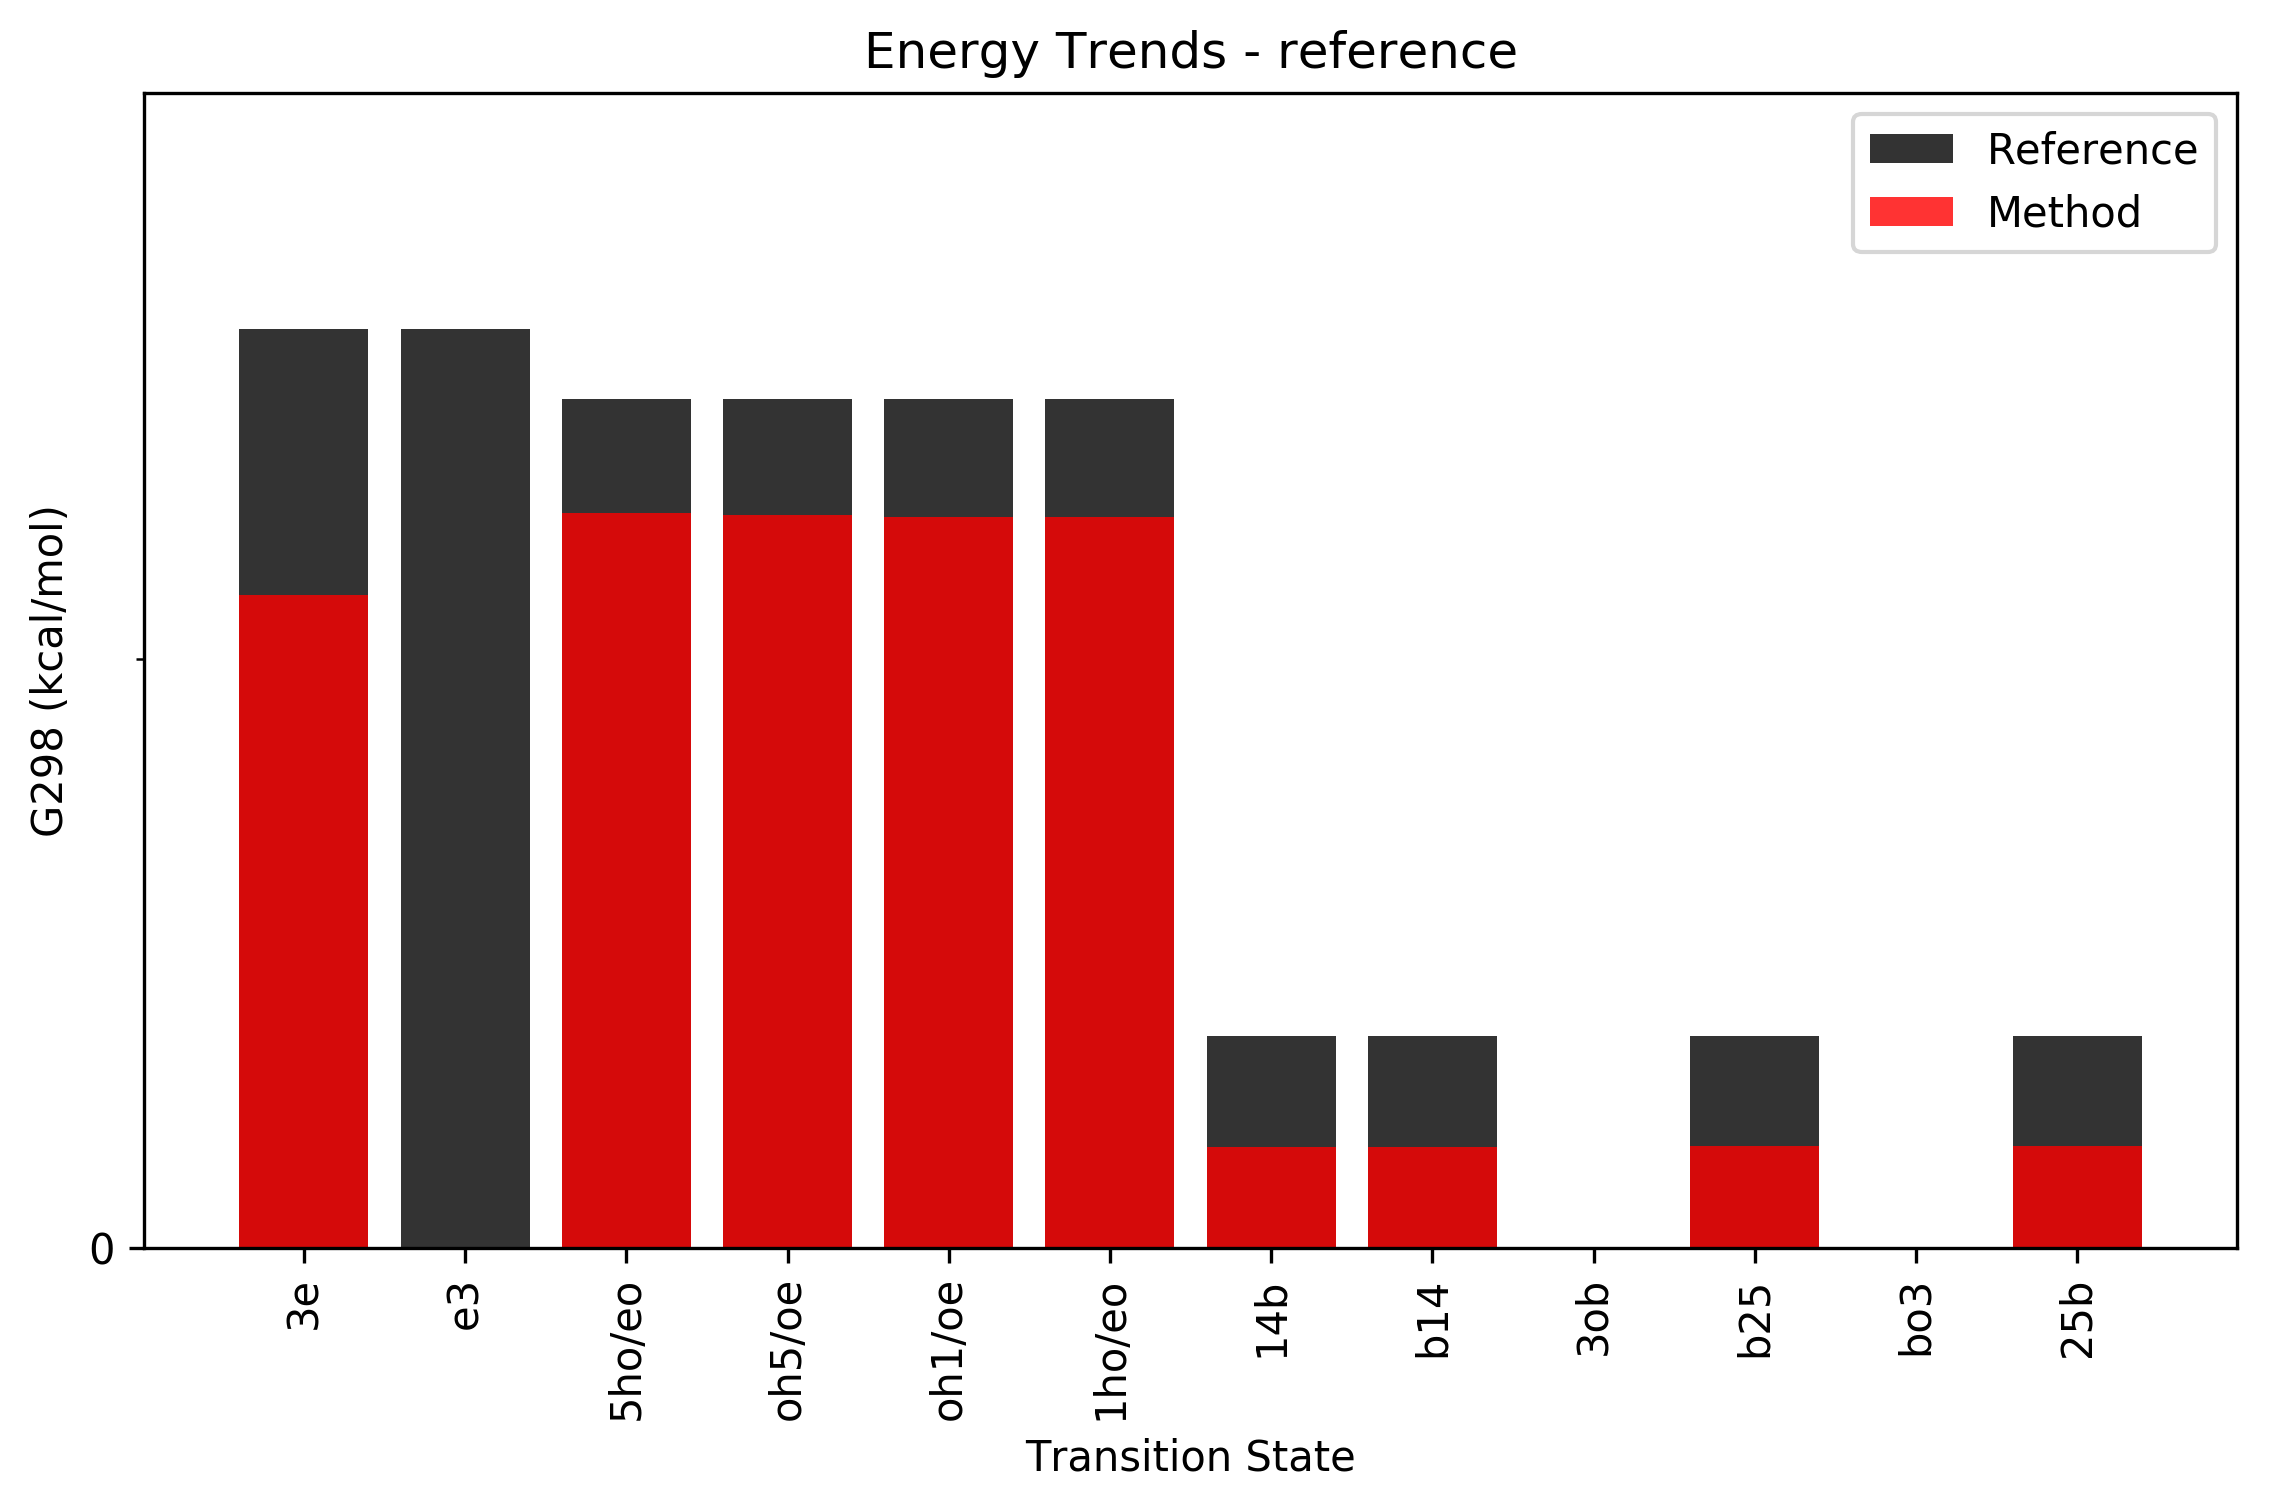 Energy Trends - reference
Reference
Method
G298 (kcal/mol)
0
3e
e3
5ho/eo
oh5/oe
oh1/oe
1ho/eo
14b
b14
3ob
b25
bo3
25b
Transition State